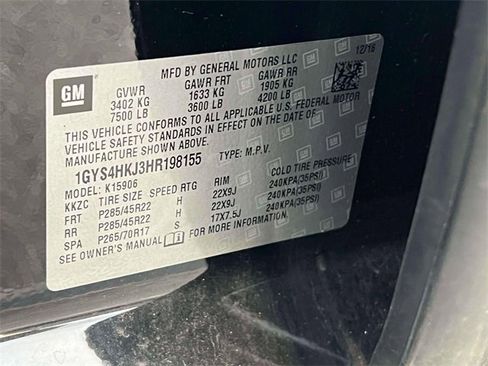 MFD BY GENERAL MOTORS LLC 12/16
GM GVWR GAWR FRT GAWR RR
3402 KG 1633 KG 1905 KG
7500 LB 3600 LB 4200 LB
THIS VEHICLE CONFORMS TO ALL APPLICABLE U.S. FEDERAL MOTOR
VEHICLE SAFETY STANDARDS IN EFFECT ON THE DATE OF
MANUFACTURE SHOWN ABOVE.
1GYS4HKJ3HR198155 TYPE: M.P.V.
MODEL: K15906
KKZC TIRE SIZE SPEED RTG RIM COLD TIRE PRESSURE
FRT P285/45R22 H 22X9J 240KPA(35PSI)
RR P285/45R22 H 22X9J 240KPA(35PSI)
SPA P265/70R17 17X7.5J 240KPA(35PSI)
SEE OWNER'S MANUAL FOR MORE INFORMATION.